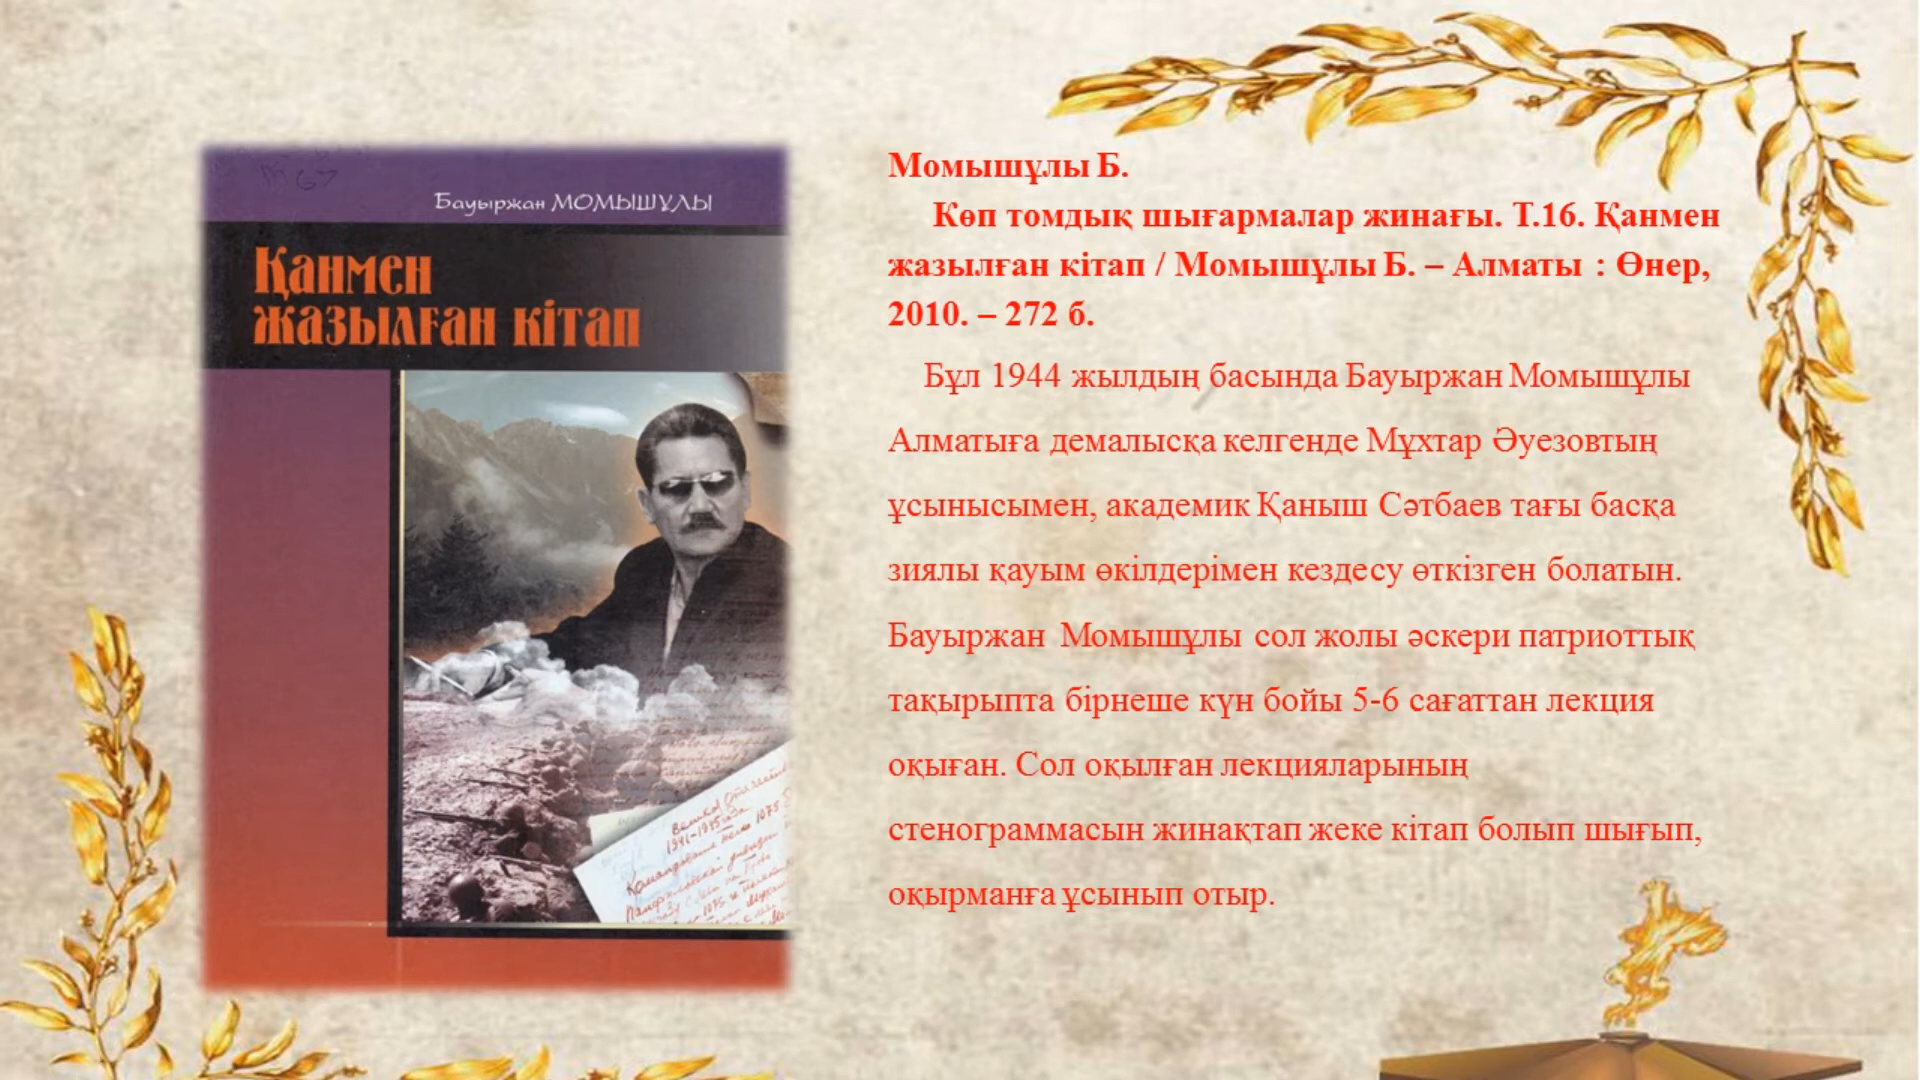 М67
Бауыржан МОМЫШҰЛЫ
Қанмен
жазылған кітап
Момышұлы Б.
Көп томдық шығармалар жинағы. Т.16. Қанмен
жазылған кітап / Момышұлы Б. – Алматы : Өнер,
2010. – 272 б.
Бұл 1944 жылдың басында Бауыржан Момышұлы
Алматыға демалысқа келгенде Мұхтар Әуезовтың
ұсынысымен, академик Қаныш Сәтбаев тағы басқа
зиялы қауым өкілдерімен кездесу өткізген болатын.
Бауыржан Момышұлы сол жолы әскери патриоттық
тақырыпта бірнеше күн бойы 5-6 сағаттан лекция
оқыған. Сол оқылған лекцияларының
стенограммасын жинақтап жеке кітап болып шығып,
оқырманға ұсынып отыр.